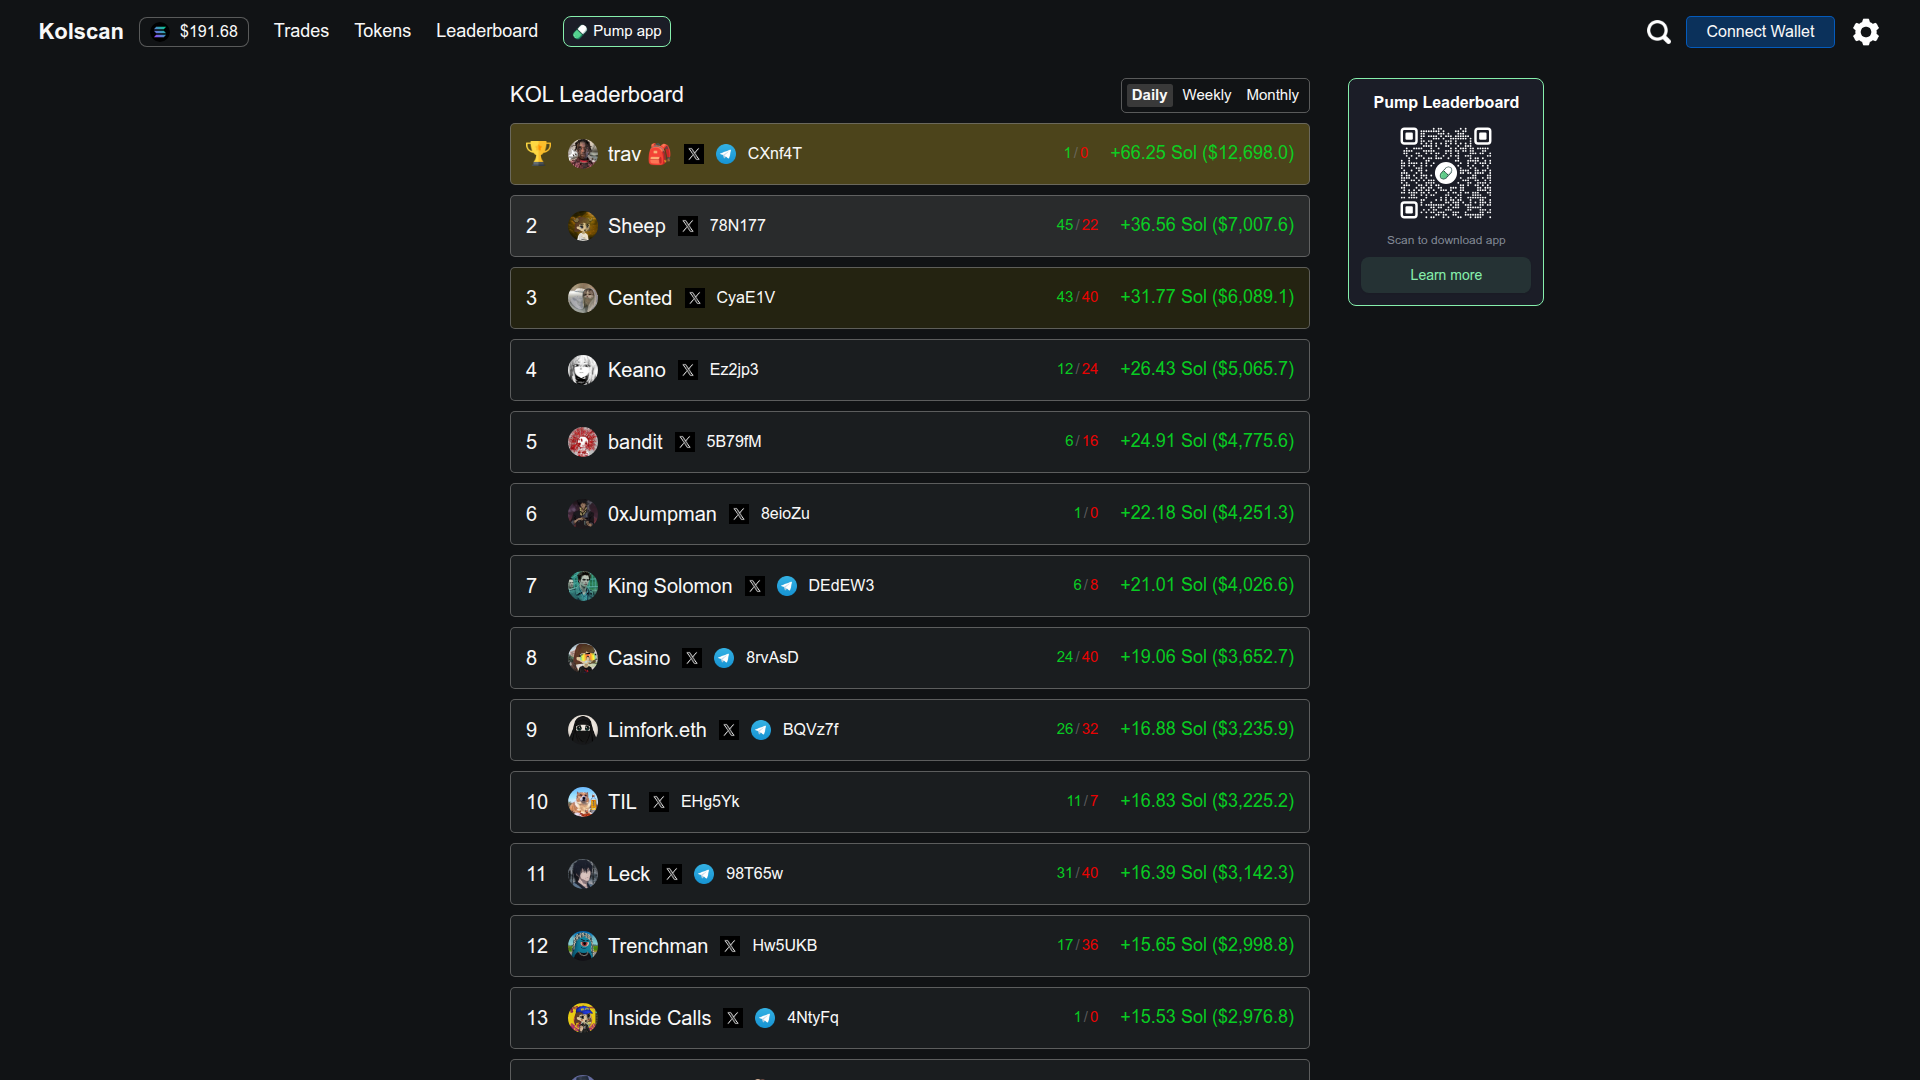 Kolscan $191.68 Trades Tokens Leaderboard Pump app Connect Wallet
KOL Leaderboard Daily Weekly Monthly
trav 🎒 CXnf4T 1/0 +66.25 Sol ($12,698.0)
2 Sheep 78N177 45/22 +36.56 Sol ($7,007.6)
3 Cented CyaE1V 43/40 +31.77 Sol ($6,089.1)
4 Keano Ez2jp3 12/24 +26.43 Sol ($5,065.7)
5 bandit 5B79fM 6/16 +24.91 Sol ($4,775.6)
6 0xJumpman 8eioZu 1/0 +22.18 Sol ($4,251.3)
7 King Solomon DEdEW3 6/8 +21.01 Sol ($4,026.6)
8 Casino 8rvAsD 24/40 +19.06 Sol ($3,652.7)
9 Limfork.eth BQVz7f 26/32 +16.88 Sol ($3,235.9)
10 TIL EHg5Yk 11/7 +16.83 Sol ($3,225.2)
11 Leck 98T65w 31/40 +16.39 Sol ($3,142.3)
12 Trenchman Hw5UKB 17/36 +15.65 Sol ($2,998.8)
13 Inside Calls 4NtyFq 1/0 +15.53 Sol ($2,976.8)
Pump Leaderboard
Scan to download app
Learn more